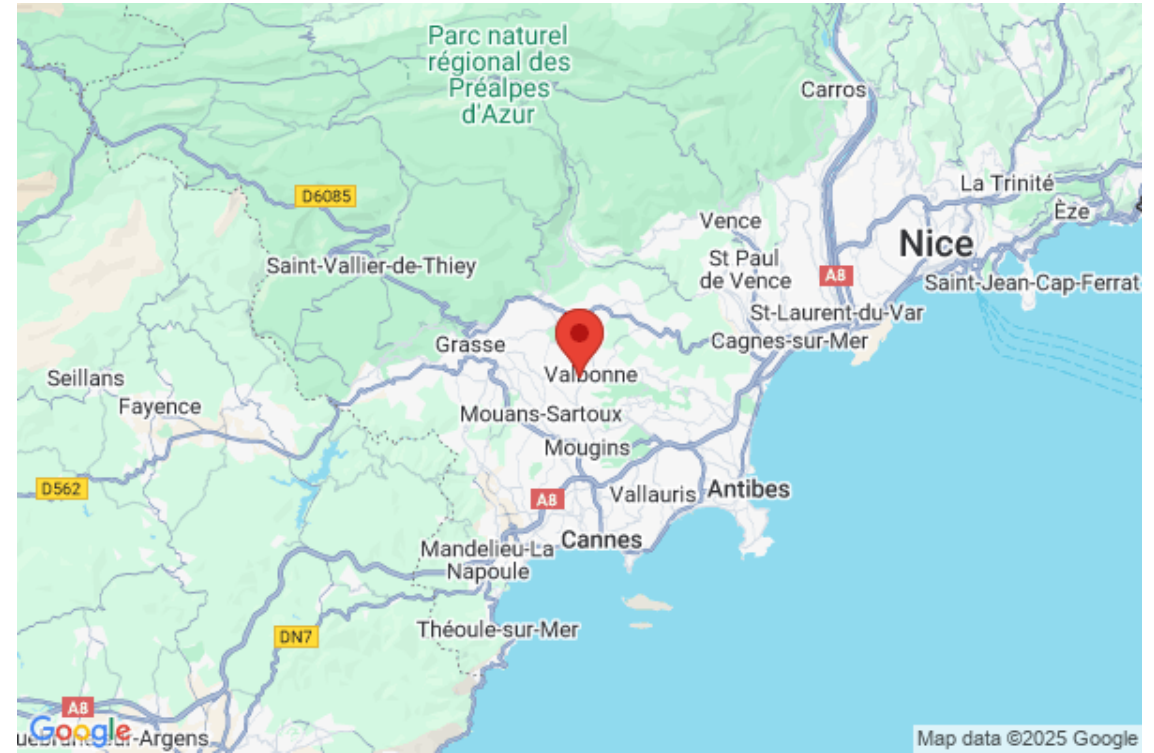 Parc naturel
régional des
Préalpes
d'Azur
Carros
D6085
La Trinité
Èze
Vence
Nice
St Paul
de Vence
A8
Saint-Vallier-de-Thiey
Saint-Jean-Cap-Ferrat
St-Laurent-du-Var
Grasse
Cagnes-sur-Mer
Valbonne
Seillans
Fayence
Mouans-Sartoux
Mougins
D562
A8
Vallauris
Antibes
Cannes
Mandelieu-La
Napoule
Théoule-sur-Mer
DN7
A8
Google
-Argens
Map data ©2025 Google